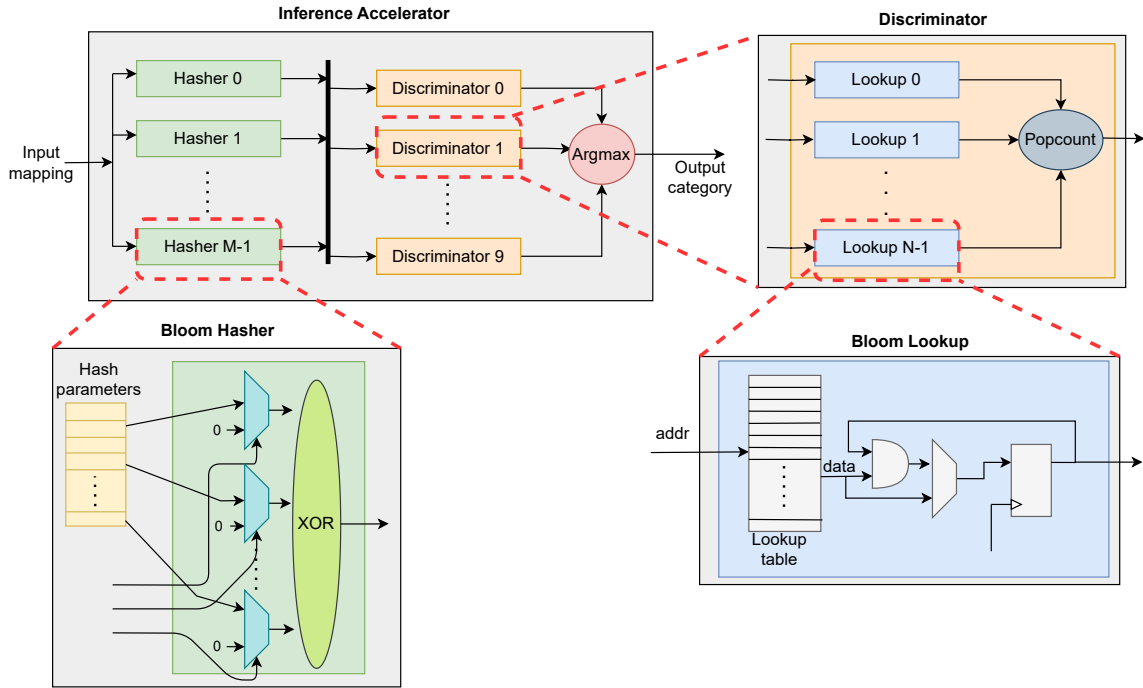 Inference Accelerator
Discriminator
Input
mapping
Hasher 0
Hasher 1
Hasher M-1
Discriminator 0
Discriminator 1
Discriminator 9
Argmax
Output
category
Lookup 0
Lookup 1
Lookup N-1
Popcount
Bloom Hasher
Hash
parameters
0
0
0
XOR
Bloom Lookup
addr
data
Lookup
table